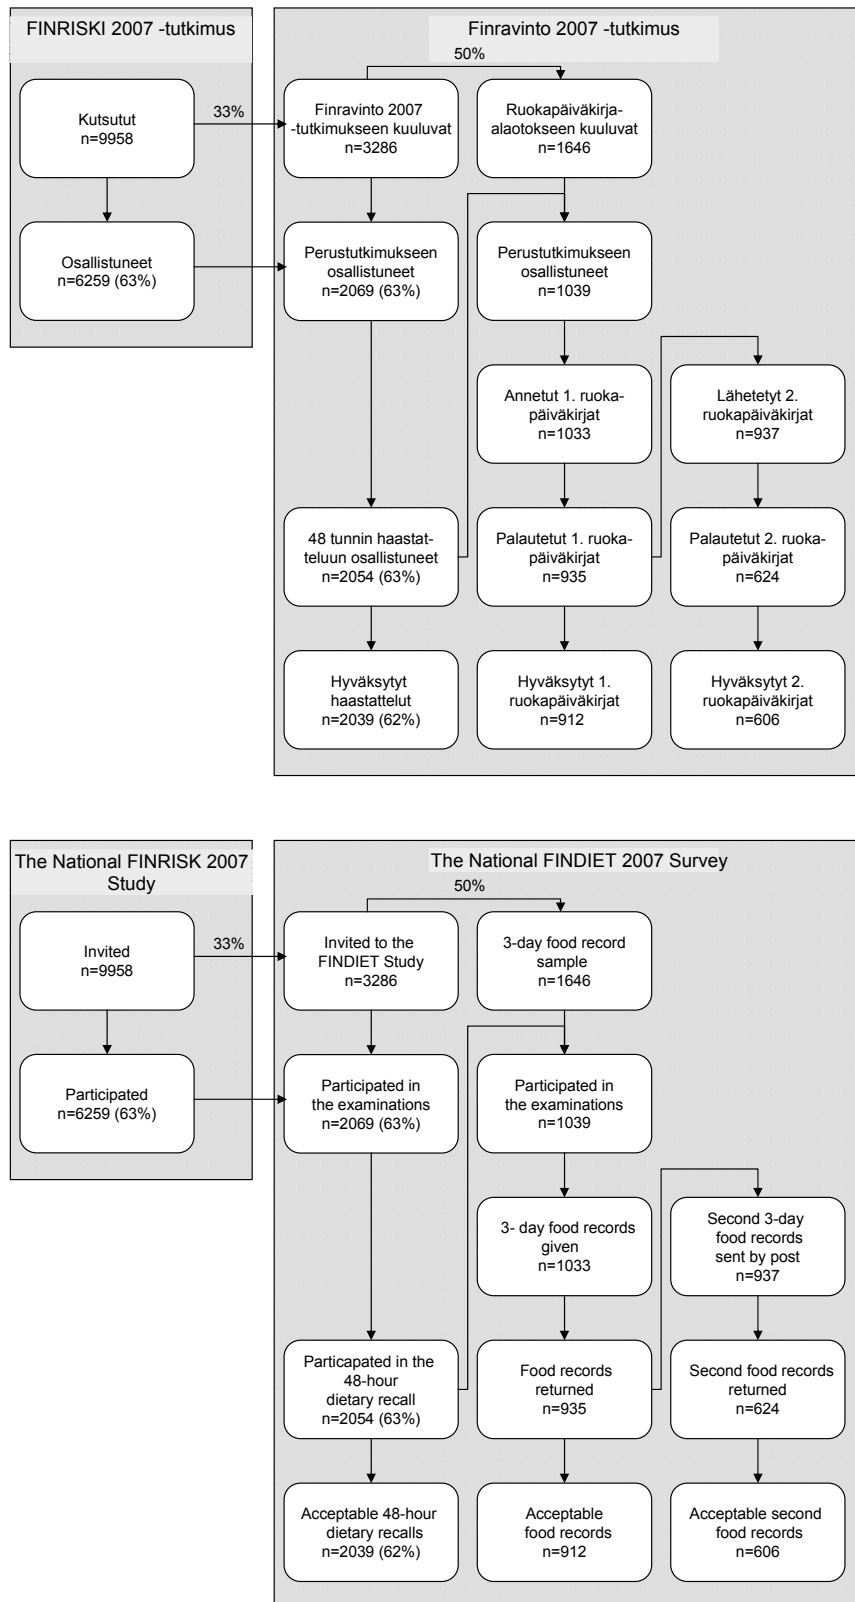 FINRISKI 2007 -tutkimus
Kutsutut
n=9958
33%
Osallistuneet
n=6259 (63%)
Finravinto 2007 -tutkimus
50%
Finravinto 2007
-tutkimukseen kuuluvat
n=3286
Ruokapäiväkirja-
alaotokseen kuuluvat
n=1646
Perustutkimukseen
osallistuneet
n=2069 (63%)
Perustutkimukseen
osallistuneet
n=1039
Annetut 1. ruoka-
päiväkirjat
n=1033
Lähetetyt 2.
ruokapäiväkirjat
n=937
48 tunnin haastat-
teluun osallistuneet
n=2054 (63%)
Palautetut 1. ruoka-
päiväkirjat
n=935
Palautetut 2. ruoka-
päiväkirjat
n=624
Hyväksytyt
haastattelut
n=2039 (62%)
Hyväksytyt 1.
ruokapäiväkirjat
n=912
Hyväksytyt 2.
ruokapäiväkirjat
n=606
The National FINRISK 2007
Study
Invited
n=9958
33%
Participated
n=6259 (63%)
The National FINDIET 2007 Survey
50%
Invited to the
FINDIET Study
n=3286
3-day food record
sample
n=1646
Participated in
the examinations
n=2069 (63%)
Participated in
the examinations
n=1039
3- day food records
given
n=1033
Second 3-day
food records
sent by post
n=937
Particapated in the
48-hour
dietary recall
n=2054 (63%)
Food records
returned
n=935
Second food records
returned
n=624
Acceptable 48-hour
dietary recalls
n=2039 (62%)
Acceptable
food records
n=912
Acceptable second
food records
n=606